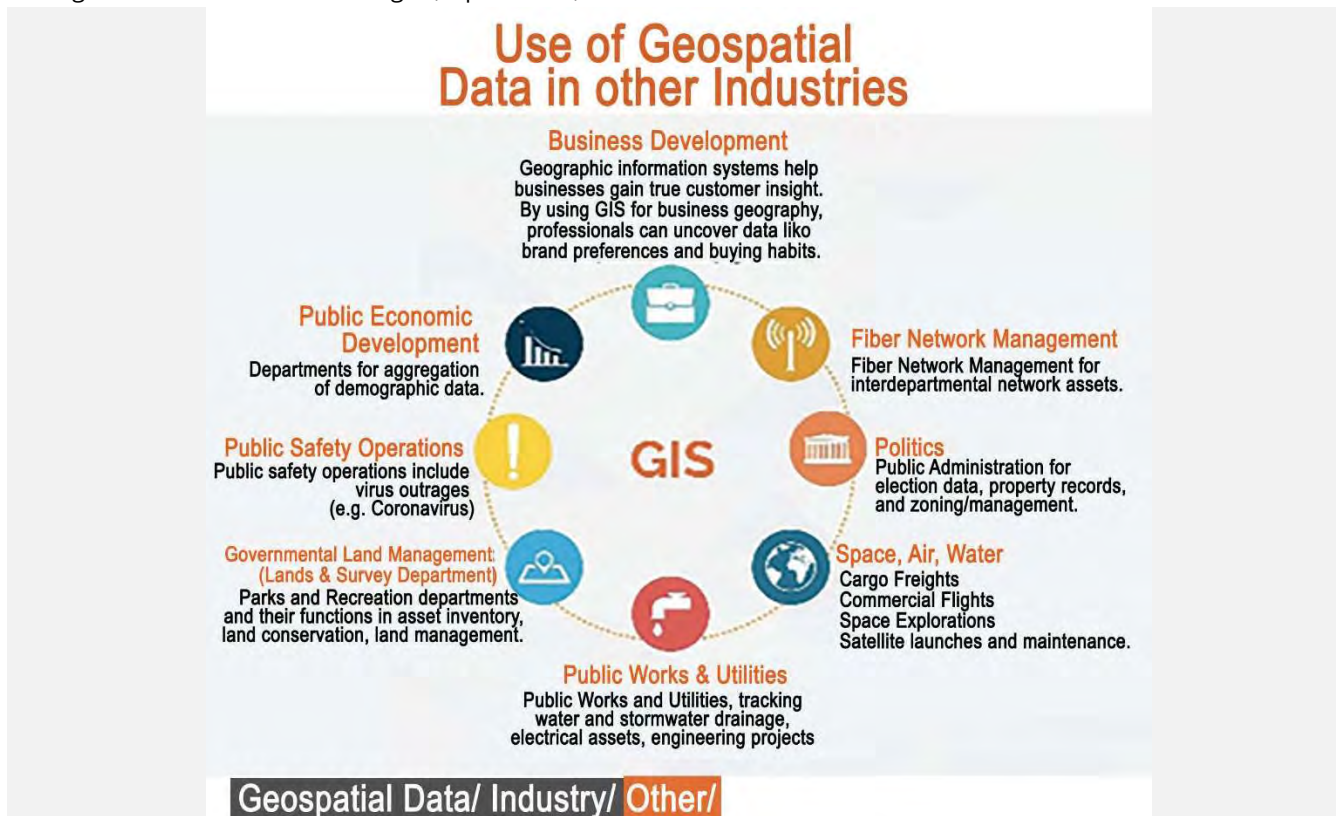 Use of Geospatial
Data in other Industries
Business Development
Geographic information systems help
businesses gain true customer insight.
By using GIS for business geography,
professionals can uncover data liko
brand preferences and buying habits.
Public Economic
Development
Departments for aggregation
of demographic data.
Fiber Network Management
Fiber Network Management for
interdepartmental network assets.
Public Safety Operations
Public safety operations include
virus outrages
(e.g. Coronavirus)
GIS
Politics
Public Administration for
election data, property records,
and zoning/management.
Governmental Land Management:
(Lands & Survey Department)
Parks and Recreation departments
and their functions in asset inventory,
land conservation, land management.
Space, Air, Water
Cargo Freights
Commercial Flights
Space Explorations
Satellite launches and maintenance.
Public Works & Utilities
Public Works and Utilities, tracking
water and stormwater drainage,
electrical assets, engineering projects
Geospatial Data/ Industry/ Other/